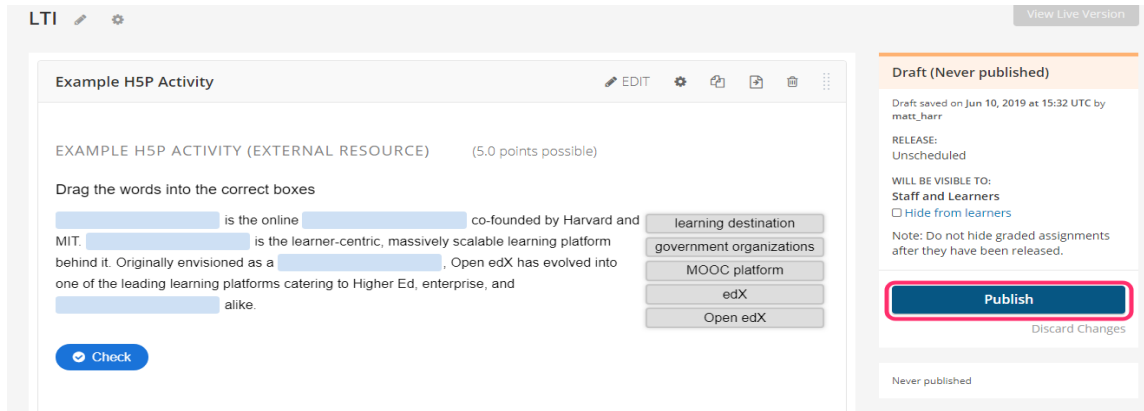 LTI
View Live Version
Example H5P Activity
EDIT
EXAMPLE H5P ACTIVITY (EXTERNAL RESOURCE) (5.0 points possible)
Drag the words into the correct boxes
is the online co-founded by Harvard and
MIT. is the learner-centric, massively scalable learning platform
behind it. Originally envisioned as a , Open edX has evolved into
one of the leading learning platforms catering to Higher Ed, enterprise, and
alike.
learning destination
government organizations
MOOC platform
edX
Open edX
Check
Draft (Never published)
Draft saved on Jun 10, 2019 at 15:32 UTC by
matt_harr
RELEASE:
Unscheduled
WILL BE VISIBLE TO:
Staff and Learners
Hide from learners
Note: Do not hide graded assignments
after they have been released.
Publish
Discard Changes
Never published